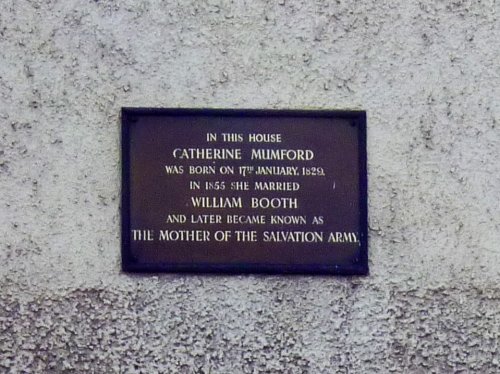 IN THIS HOUSE
CATHERINE MUMFORD
WAS BORN ON 17TH JANUARY, 1829.
IN 1855 SHE MARRIED
WILLIAM BOOTH
AND LATER BECAME KNOWN AS
THE MOTHER OF THE SALVATION ARMY.